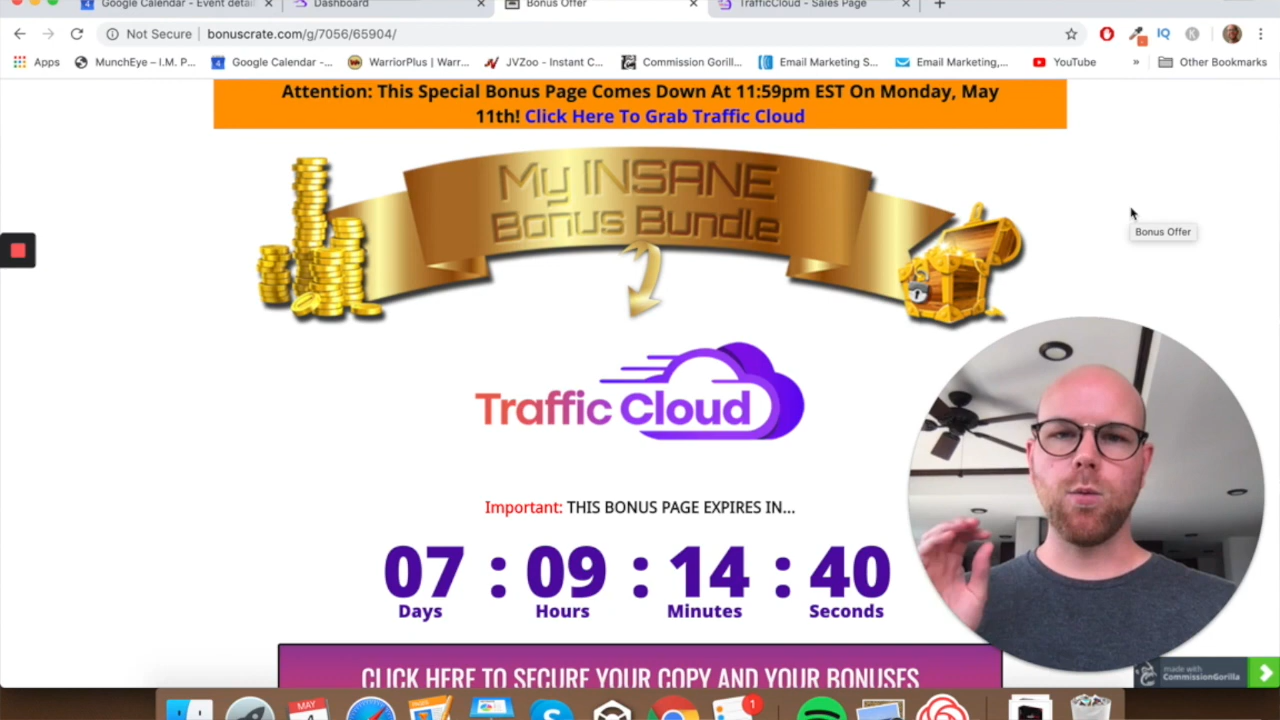 Google Calendar - Event detail
Dashboard
Bonus Offer
TrafficCloud - Sales Page
Not Secure | bonuscrate.com/g/7056/65904/
Apps
MunchEye – I.M. P...
Google Calendar -...
WarriorPlus | Warr...
JVZoo - Instant C...
Commission Gorill...
Email Marketing S...
Email Marketing,...
YouTube
»
Other Bookmarks
Attention: This Special Bonus Page Comes Down At 11:59pm EST On Monday, May
11th! Click Here To Grab Traffic Cloud
My INSANE
Bonus Bundle
Bonus Offer
Traffic Cloud
Important: THIS BONUS PAGE EXPIRES IN...
07 : 09 : 14 : 40
Days Hours Minutes Seconds
CLICK HERE TO SECURE YOUR COPY AND YOUR BONUSES
made with
CommissionGorilla
MAY
1